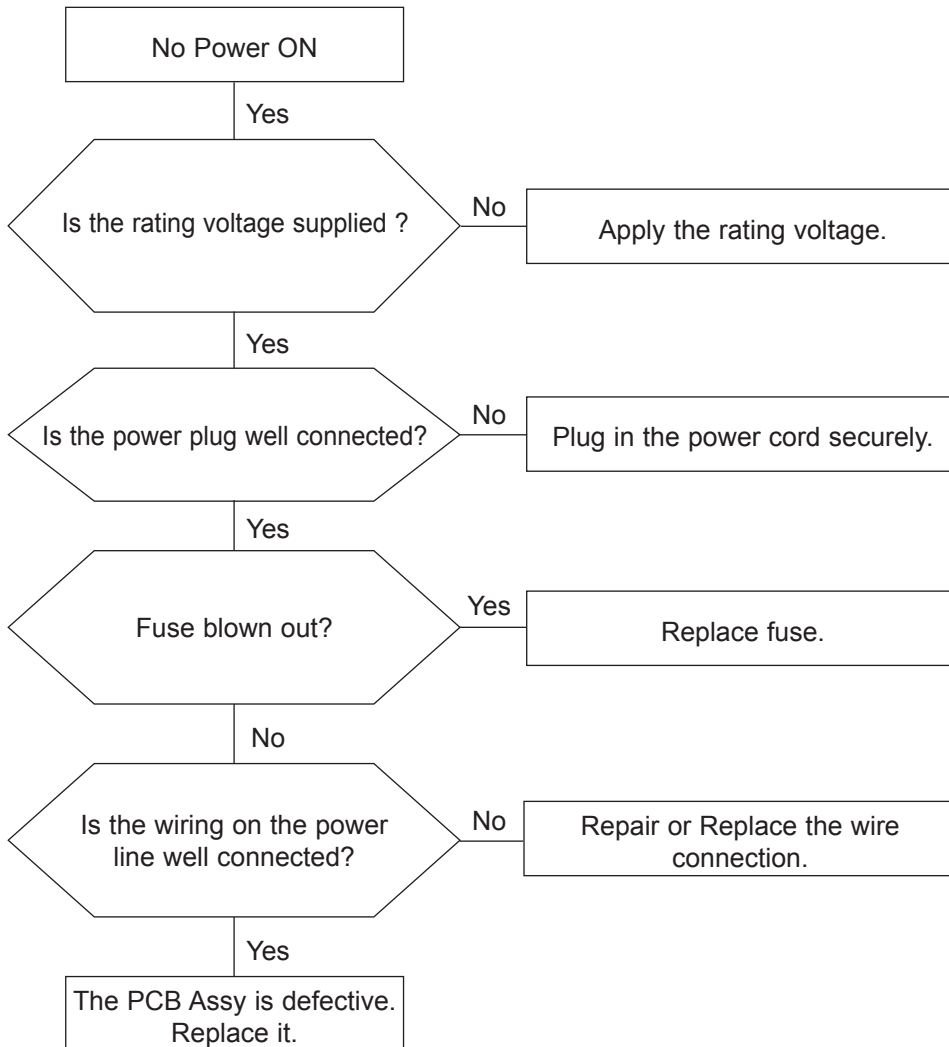 No Power ON
Yes
Is the rating voltage supplied ?
No
Apply the rating voltage.
Yes
Is the power plug well connected?
No
Plug in the power cord securely.
Yes
Fuse blown out?
Yes
Replace fuse.
No
Is the wiring on the power
line well connected?
No
Repair or Replace the wire
connection.
Yes
The PCB Assy is defective.
Replace it.